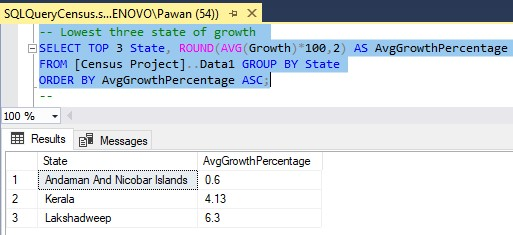 SQLQueryCensus.s...ENOVO\Pawan (54))
-- Lowest three state of growth
SELECT TOP 3 State, ROUND(AVG(Growth)*100,2) AS AvgGrowthPercentage
FROM [Census Project]..Data1 GROUP BY State
ORDER BY AvgGrowthPercentage ASC;
--
100 %
Results Messages
State AvgGrowthPercentage
1 Andaman And Nicobar Islands 0.6
2 Kerala 4.13
3 Lakshadweep 6.3